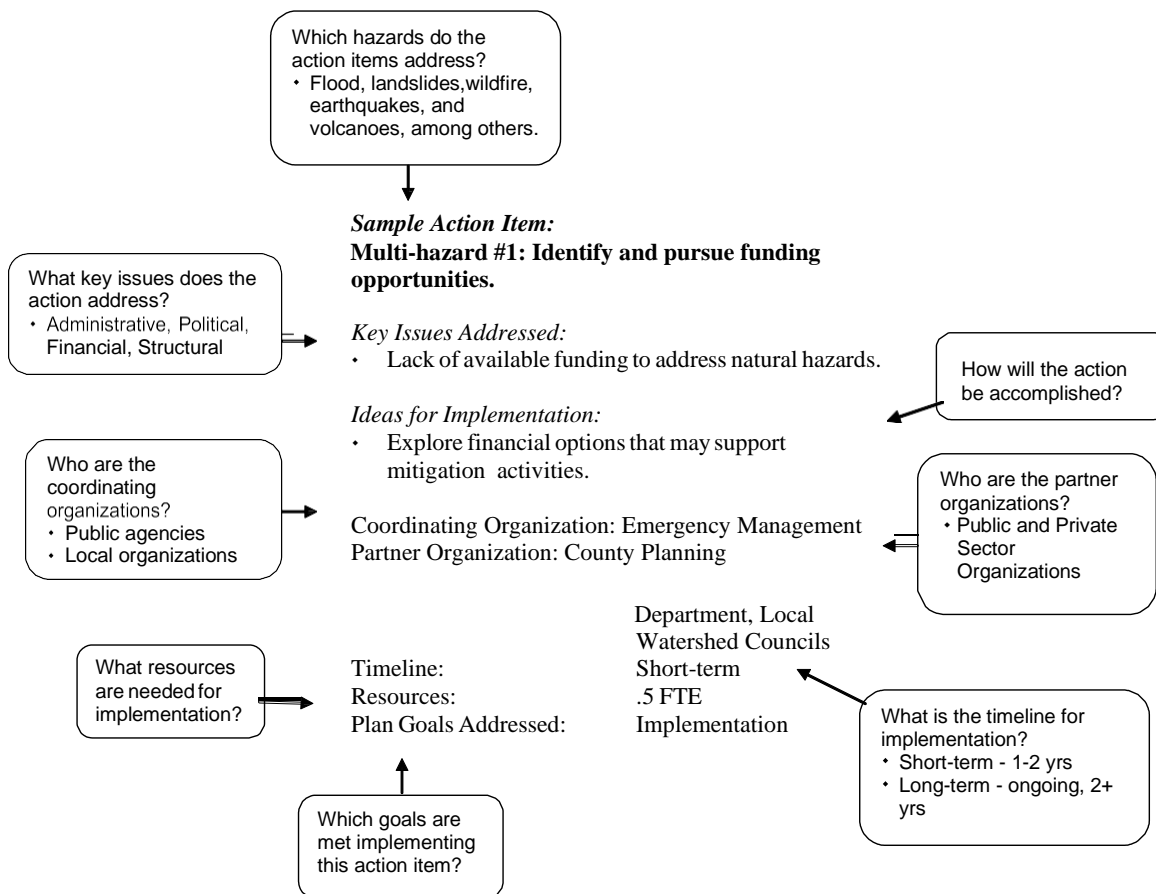 Which hazards do the
action items address?
• Flood, landslides,wildfire,
earthquakes, and
volcanoes, among others.
Sample Action Item:
Multi-hazard #1: Identify and pursue funding
opportunities.
What key issues does the
action address?
• Administrative, Political,
Financial, Structural
Key Issues Addressed:
• Lack of available funding to address natural hazards.
How will the action
be accomplished?
Ideas for Implementation:
• Explore financial options that may support
mitigation activities.
Who are the
coordinating
organizations?
• Public agencies
• Local organizations
Who are the partner
organizations?
• Public and Private
Sector
Organizations
Coordinating Organization: Emergency Management
Partner Organization: County Planning
Department, Local
Watershed Councils
What resources
are needed for
implementation?
Timeline: Short-term
Resources: .5 FTE
Plan Goals Addressed: Implementation
What is the timeline for
implementation?
• Short-term - 1-2 yrs
• Long-term - ongoing, 2+
yrs
Which goals are
met implementing
this action item?